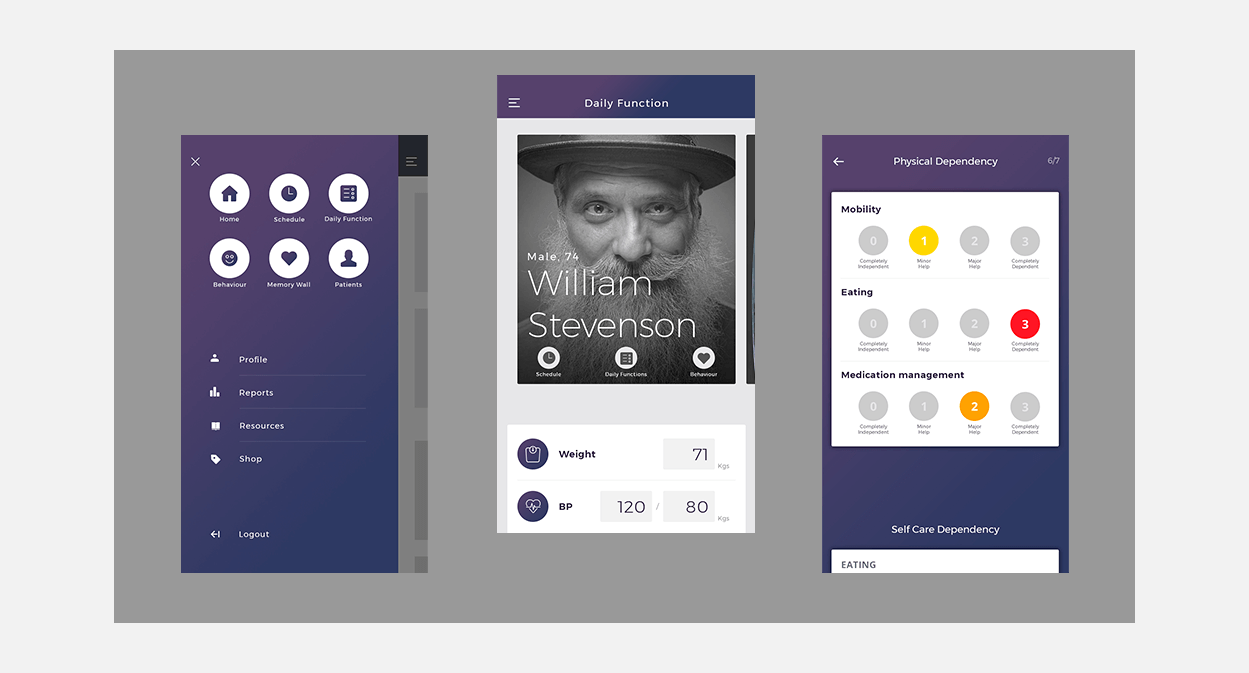 Home
Schedule
Daily Function
Behaviour
Memory Wall
Patients
Profile
Reports
Resources
Shop
Logout
Daily Function
Male, 74
William
Stevenson
Schedule
Daily Functions
Behaviour
Weight
71
Kgs
BP
120 / 80
Kgs
Physical Dependency
6/7
Mobility
0
1
2
3
Completely
Independent
Minor
Help
Major
Help
Completely
Dependent
Eating
0
1
2
3
Completely
Independent
Minor
Help
Major
Help
Completely
Dependent
Medication management
0
1
2
3
Completely
Independent
Minor
Help
Major
Help
Completely
Dependent
Self Care Dependency
EATING